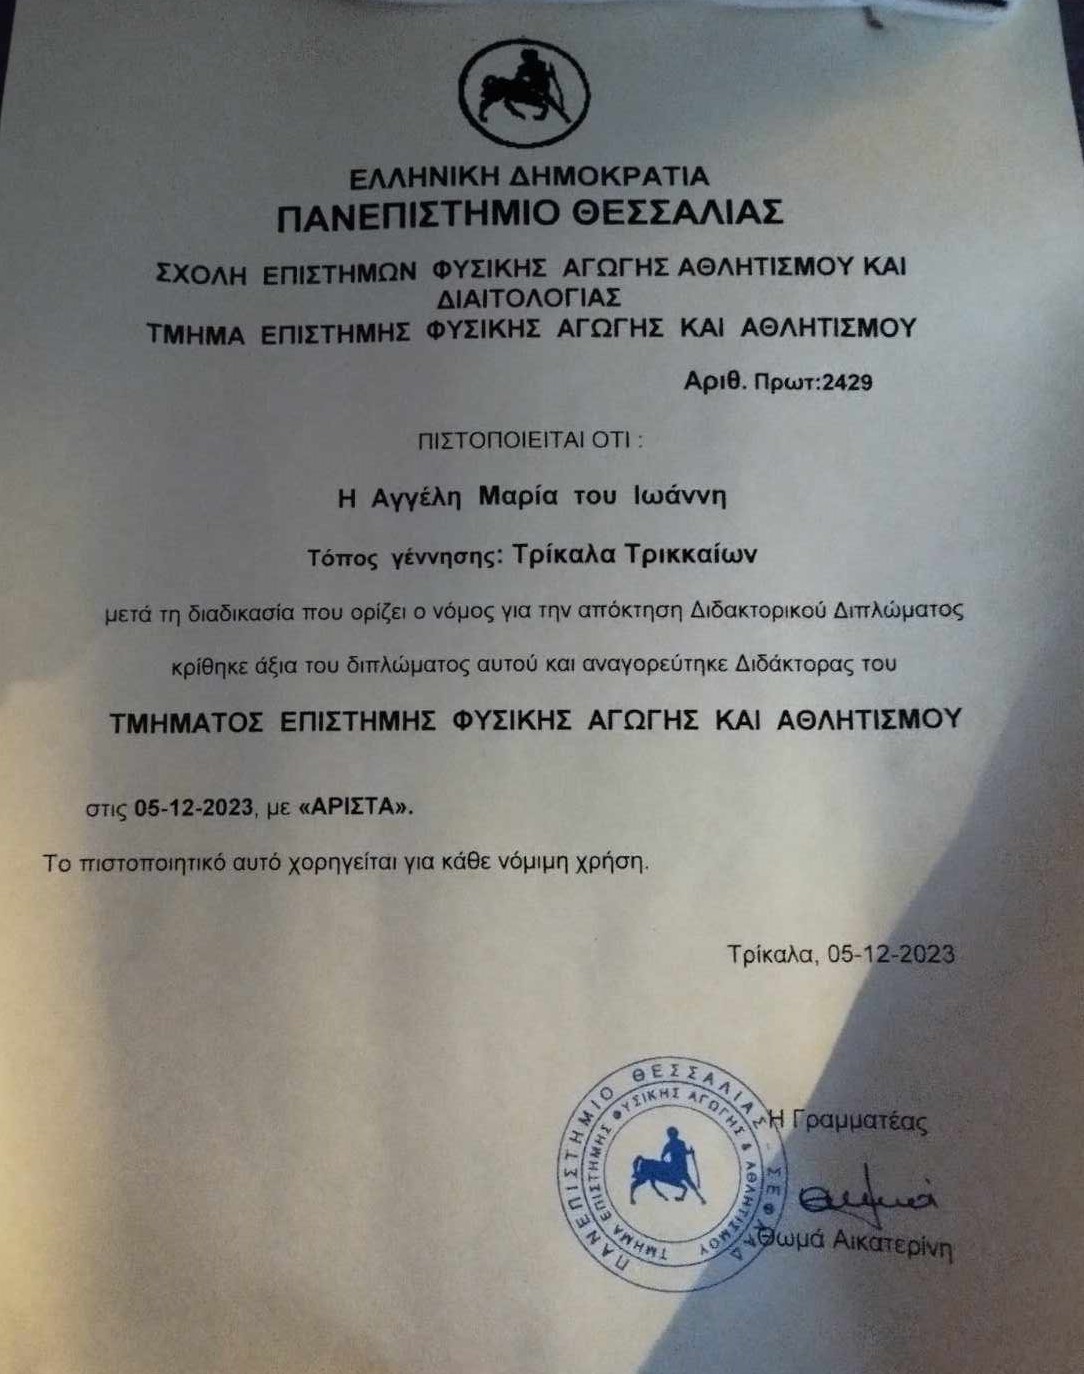 ΕΛΛΗΝΙΚΗ ΔΗΜΟΚΡΑΤΙΑ
ΠΑΝΕΠΙΣΤΗΜΙΟ ΘΕΣΣΑΛΙΑΣ
ΣΧΟΛΗ ΕΠΙΣΤΗΜΩΝ ΦΥΣΙΚΗΣ ΑΓΩΓΗΣ ΑΘΛΗΤΙΣΜΟΥ ΚΑΙ
ΔΙΑΙΤΟΛΟΓΙΑΣ
ΤΜΗΜΑ ΕΠΙΣΤΗΜΗΣ ΦΥΣΙΚΗΣ ΑΓΩΓΗΣ ΚΑΙ ΑΘΛΗΤΙΣΜΟΥ
Αριθ. Πρωτ:2429
ΠΙΣΤΟΠΟΙΕΙΤΑΙ ΟΤΙ :
Η Αγγέλη Μαρία του Ιωάννη
Τόπος γέννησης: Τρίκαλα Τρικκαίων
μετά τη διαδικασία που ορίζει ο νόμος για την απόκτηση Διδακτορικού Διπλώματος
κρίθηκε άξια του διπλώματος αυτού και αναγορεύτηκε Διδάκτορας του
ΤΜΗΜΑΤΟΣ ΕΠΙΣΤΗΜΗΣ ΦΥΣΙΚΗΣ ΑΓΩΓΗΣ ΚΑΙ ΑΘΛΗΤΙΣΜΟΥ
στις 05-12-2023, με «ΑΡΙΣΤΑ».
Το πιστοποιητικό αυτό χορηγείται για κάθε νόμιμη χρήση.
Τρίκαλα, 05-12-2023
Η Γραμματέας
Θωμά Αικατερίνη
ΠΑΝΕΠΙΣΤΗΜΙΟ ΘΕΣΣΑΛΙΑΣ - ΣΕΦΑΑΔ
ΤΜΗΜΑ ΕΠΙΣΤΗΜΗΣ ΦΥΣΙΚΗΣ ΑΓΩΓΗΣ & ΑΘΛΗΤΙΣΜΟΥ